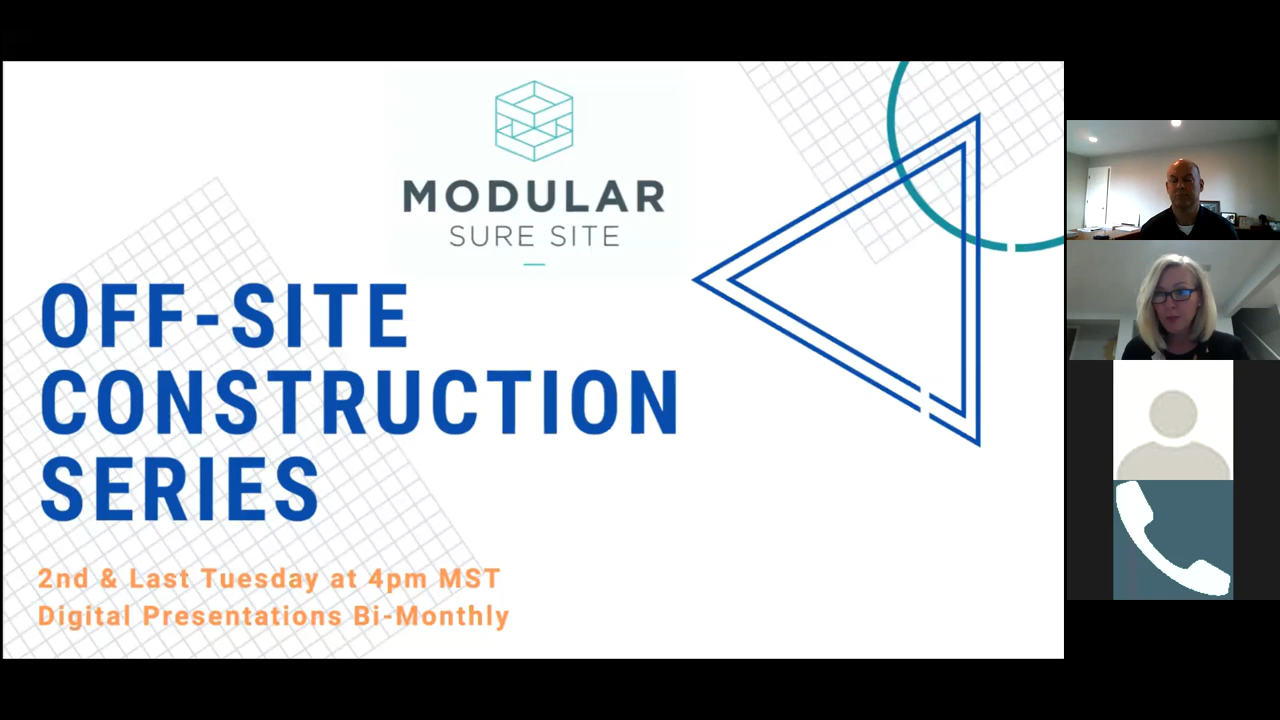 MODULAR
SURE SITE
OFF-SITE
CONSTRUCTION
SERIES
2nd & Last Tuesday at 4pm MST
Digital Presentations Bi-Monthly